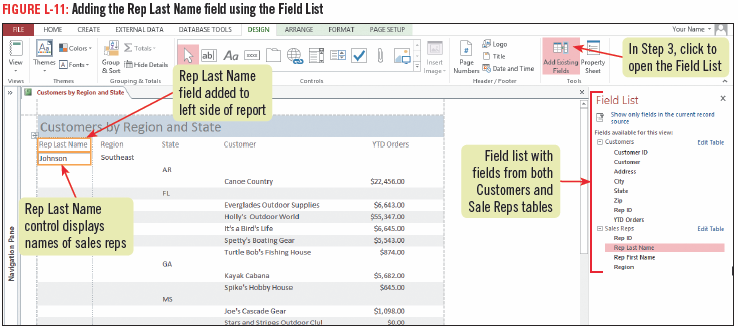 FIGURE L-11: Adding the Rep Last Name field using the Field List
FILE HOME CREATE EXTERNAL DATA DATABASE TOOLS DESIGN ARRANGE FORMAT PAGE SETUP Your Name
View
Views
Themes
Colors
Fonts
Themes
Group & Sort
Totals
Hide Details
Grouping & Totals
ab|
Aa
xxxx
Controls
Insert Image
Page Numbers
Logo
Title
Date and Time
Header / Footer
Add Existing Fields
Property Sheet
Tools
In Step 3, click to open the Field List
Rep Last Name field added to left side of report
Customers by Region and State
Customers by Region and State
Rep Last Name Region State Customer YTD Orders
Johnson Southeast
AR
Canoe Country $22,456.00
FL
Everglades Outdoor Supplies $6,643.00
Holly's Outdoor World $55,347.00
It's a Bird's Life $6,645.00
Spetty's Boating Gear $5,543.00
Turtle Bob's Fishing House $874.00
GA
Kayak Cabana $5,682.00
Spike's Hobby House $845.00
MS
Joe's Cascade Gear $1,098.00
Stars and Stripes Outdoor Clul $0.00
Rep Last Name control displays names of sales reps
Field list with fields from both Customers and Sale Reps tables
Navigation Pane
Field List
Show only fields in the current record source
Fields available for this view:
Customers Edit Table
Customer ID
Customer
Address
City
State
Zip
Rep ID
YTD Orders
Sales Reps Edit Table
Rep ID
Rep Last Name
Rep First Name
Region